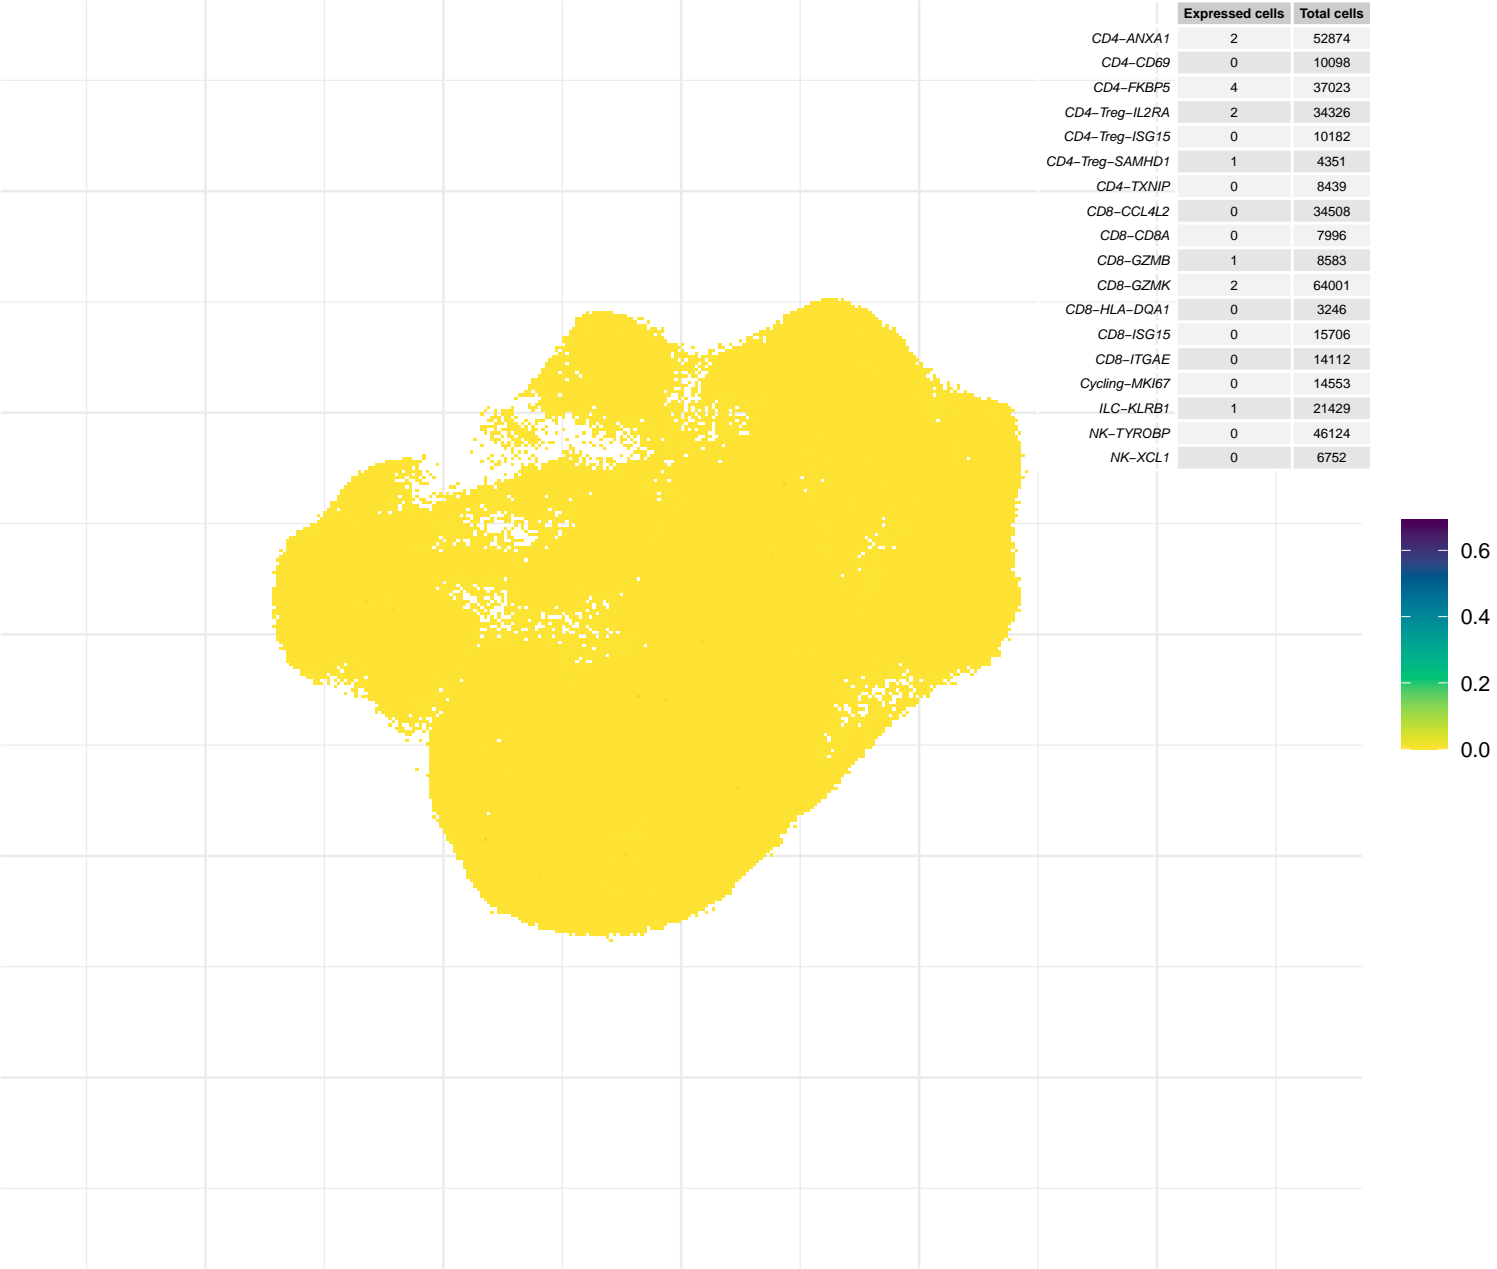 Expressed cells Total cells
CD4−ANXA1 2 52874
CD4−CD69 0 10098
CD4−FKBP5 4 37023
CD4−Treg−IL2RA 2 34326
CD4−Treg−ISG15 0 10182
CD4−Treg−SAMHD1 1 4351
CD4−TXNIP 0 8439
CD8−CCL4L2 0 34508
CD8−CD8A 0 7996
CD8−GZMB 1 8583
CD8−GZMK 2 64001
CD8−HLA−DQA1 0 3246
CD8−ISG15 0 15706
CD8−ITGAE 0 14112
Cycling−MKI67 0 14553
ILC−KLRB1 1 21429
NK−TYROBP 0 46124
NK−XCL1 0 6752
0.6
0.4
0.2
0.0